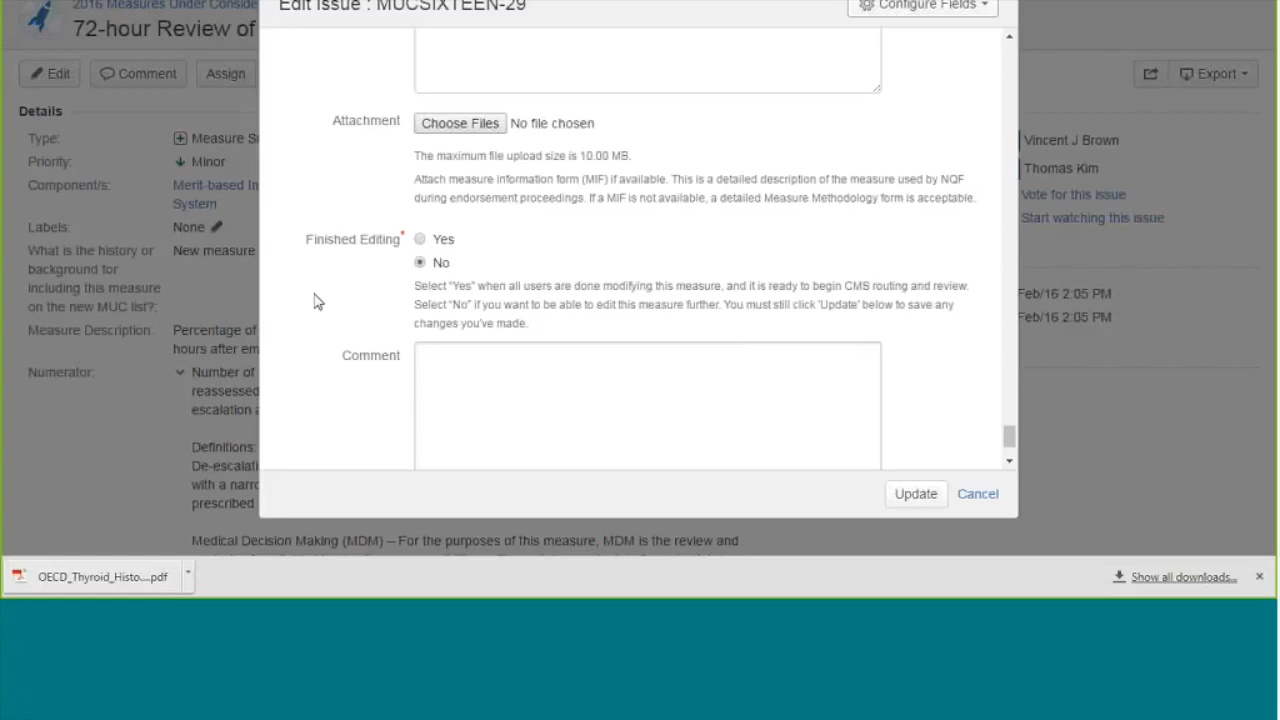 2016 Measures Under Conside
72-hour Review of
Edit Issue : MUCSIXTEEN-29
Configure Fields
Edit
Comment
Assign
Export
Details
Type:
Measure Su
Priority:
Minor
Component/s:
Merit-based In
System
Labels:
None
What is the history or
background for
including this measure
on the new MUC list?:
New measure
Measure Description:
Percentage of
hours after em
Numerator:
Number of
reassessed
escalation a
Definitions:
De-escalati
with a narro
prescribed
Medical Decision Making (MDM) – For the purposes of this measure, MDM is the review and
Attachment
Choose Files No file chosen
The maximum file upload size is 10.00 MB.
Attach measure information form (MIF) if available. This is a detailed description of the measure used by NQF
during endorsement proceedings. If a MIF is not available, a detailed Measure Methodology form is acceptable.
Finished Editing*
Yes
No
Select “Yes” when all users are done modifying this measure, and it is ready to begin CMS routing and review.
Select “No” if you want to be able to edit this measure further. You must still click 'Update' below to save any
changes you've made.
Comment
Update
Cancel
Vincent J Brown
Thomas Kim
Vote for this issue
Start watching this issue
Feb/16 2:05 PM
Feb/16 2:05 PM
OECD_Thyroid_Histo....pdf
Show all downloads...